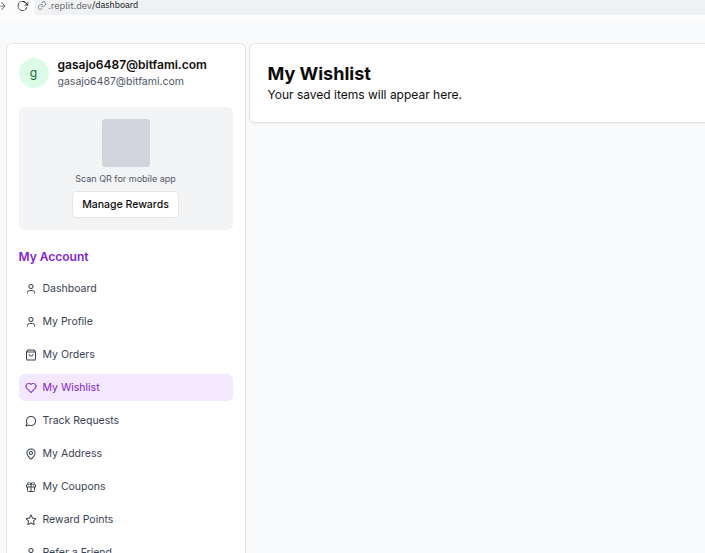 .replit.dev/dashboard
g
gasajo6487@bitfami.com
gasajo6487@bitfami.com
Scan QR for mobile app
Manage Rewards
My Account
Dashboard
My Profile
My Orders
My Wishlist
Track Requests
My Address
My Coupons
Reward Points
Refer a Friend
My Wishlist
Your saved items will appear here.